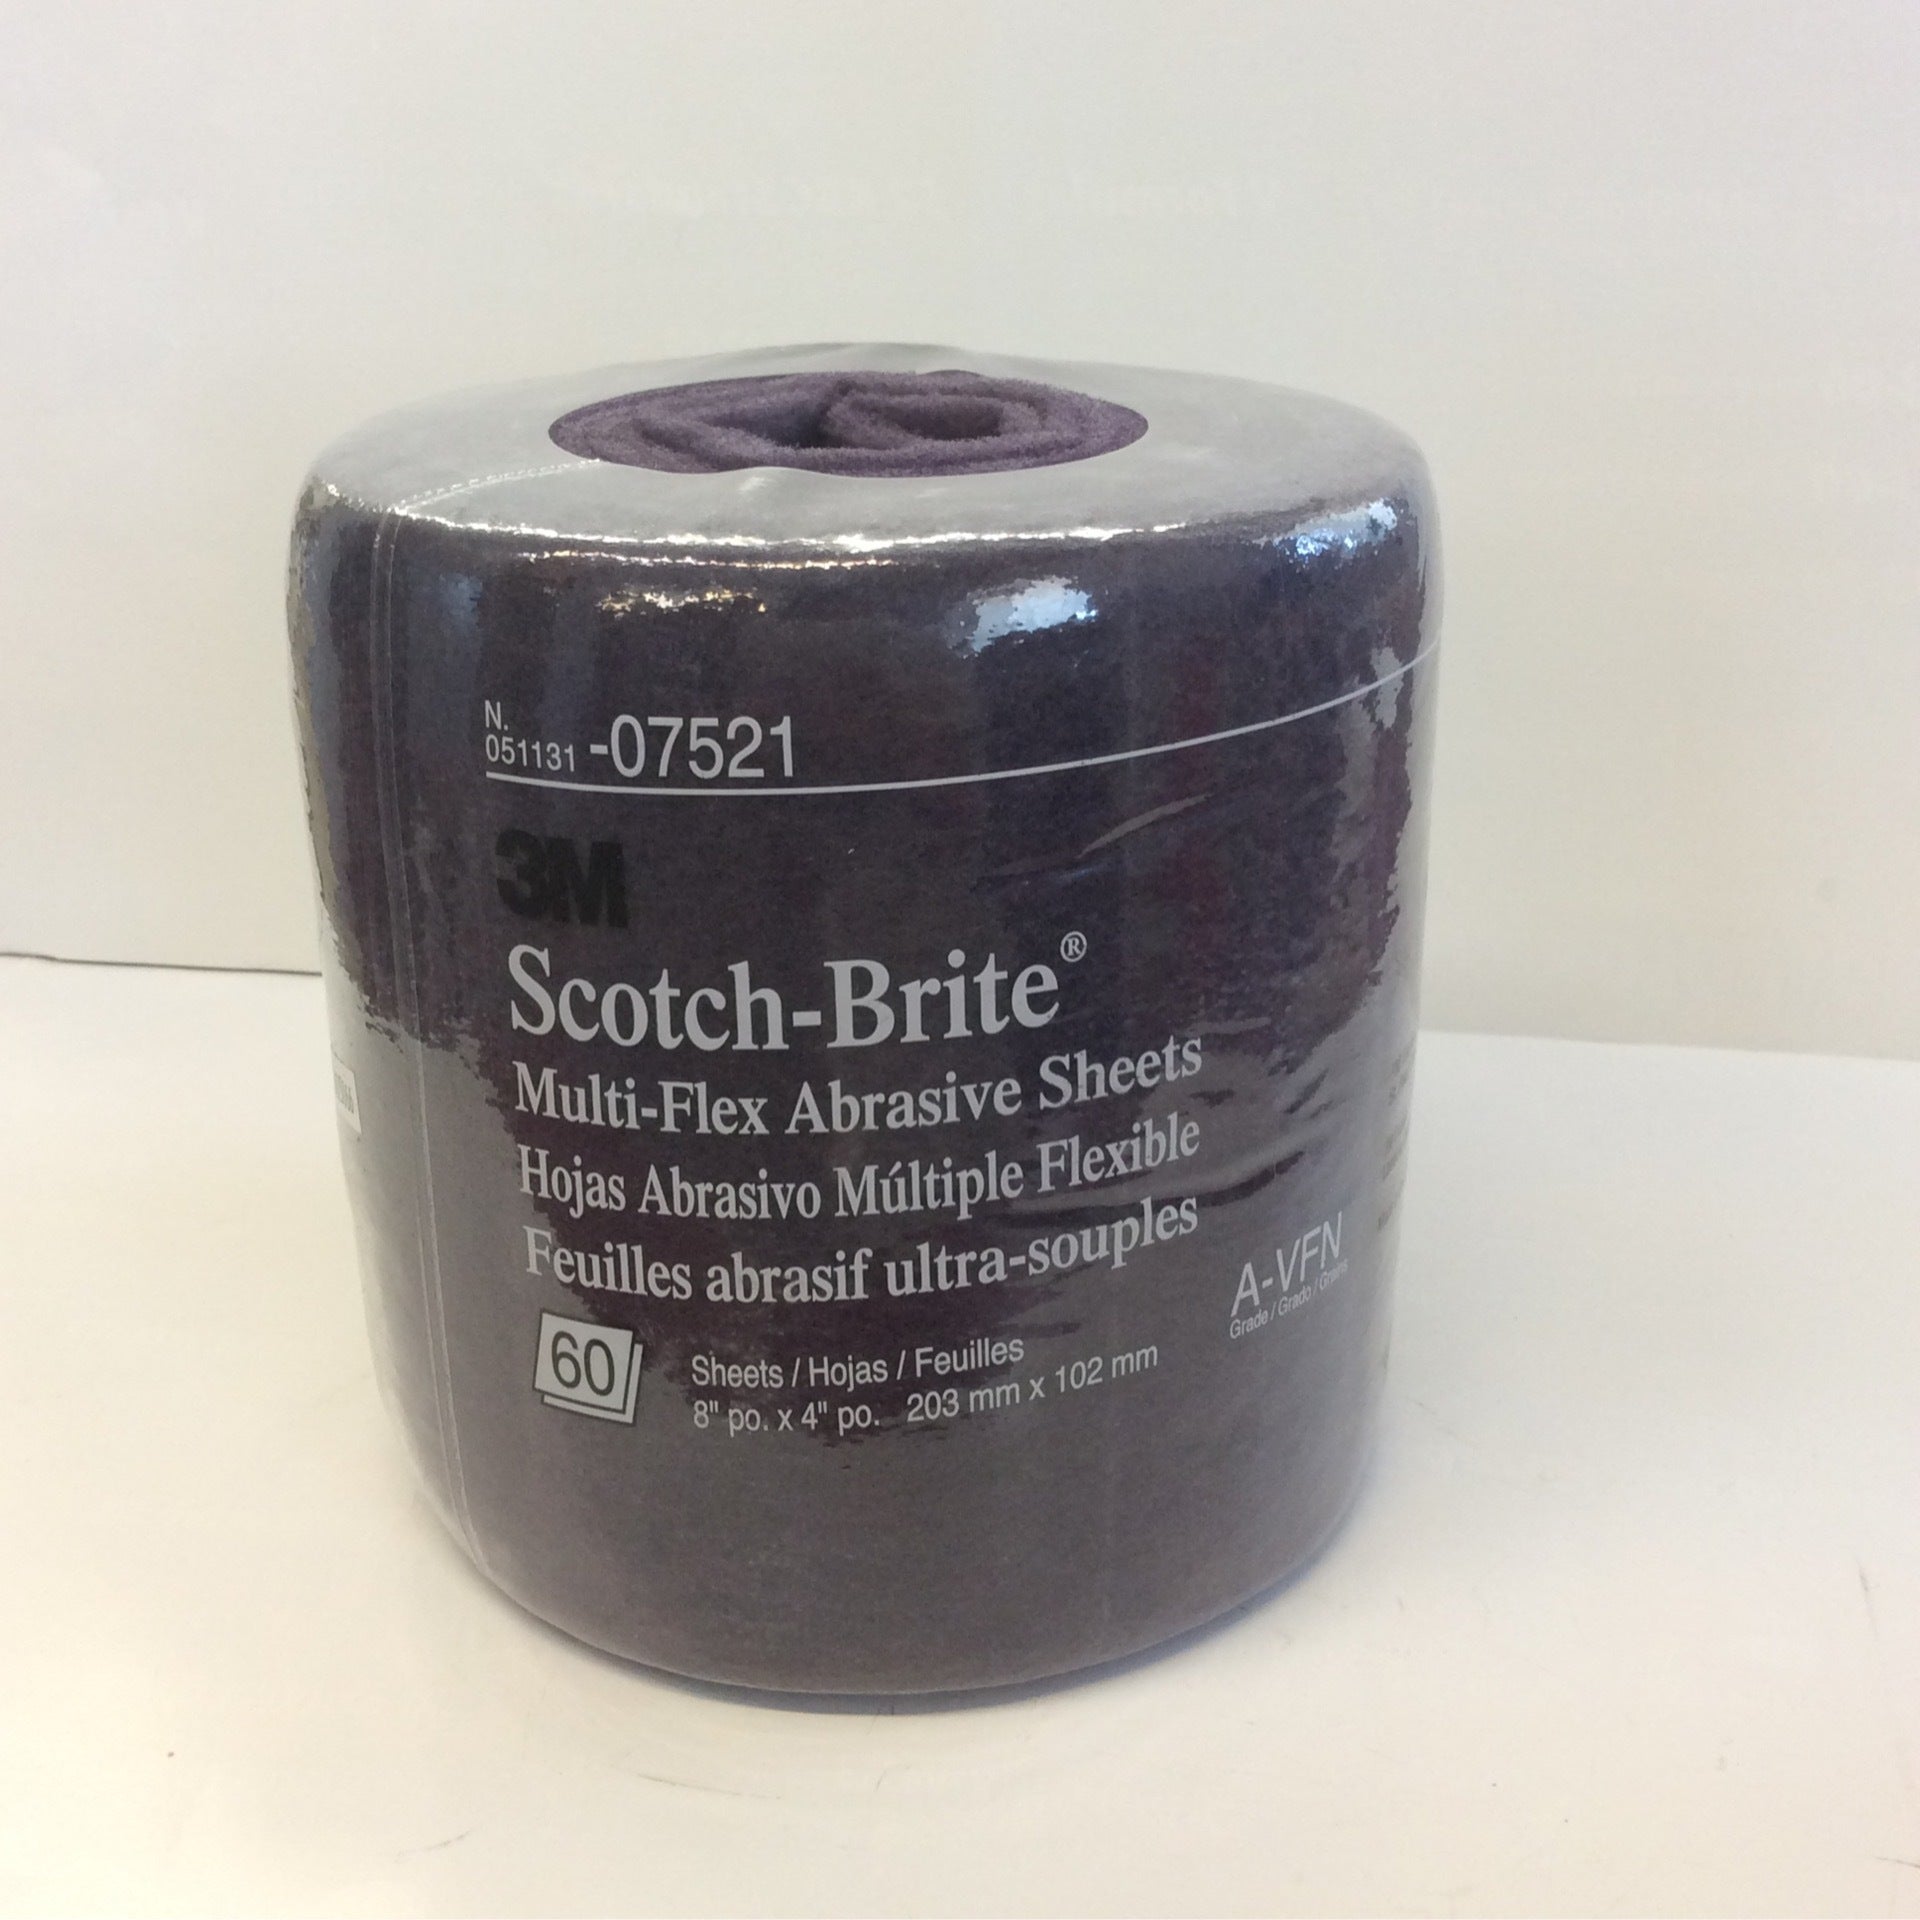 N.
051131 -07521
3M
Scotch-Brite®
Multi-Flex Abrasive Sheets
Hojas Abrasivo Múltiple Flexible
Feuilles abrasif ultra-souples
A-VFN
Grade / Grado / Grains
60
Sheets / Hojas / Feuilles
8" po. x 4" po. 203 mm x 102 mm